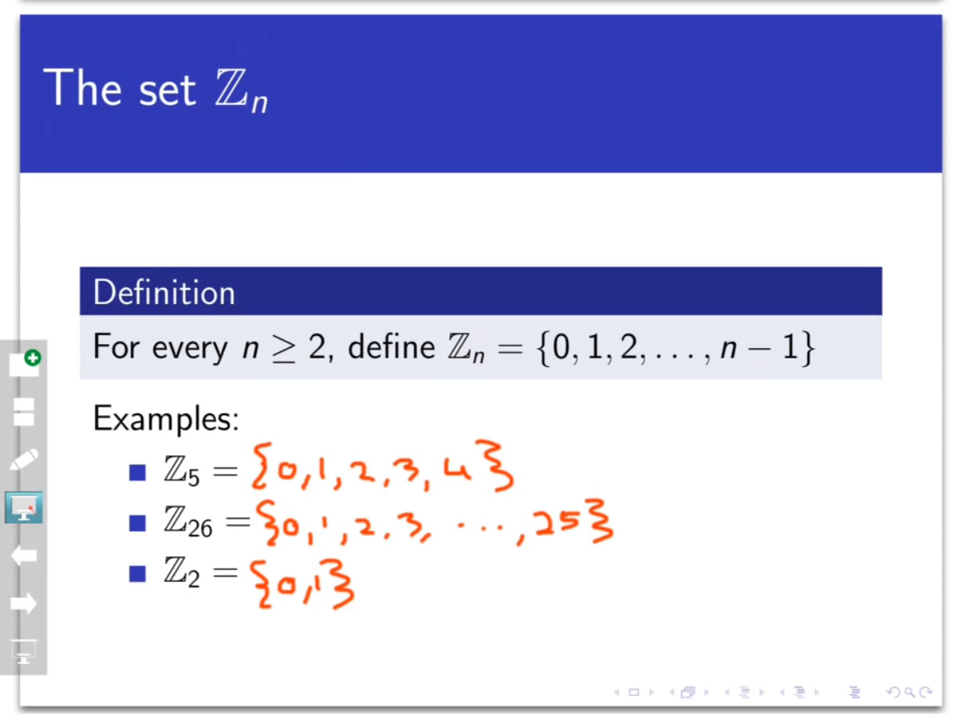 The set ℤₙ
Definition
For every n ≥ 2, define ℤₙ = {0, 1, 2, . . . , n − 1}
Examples:
■ ℤ₅ = {0, 1, 2, 3, 4}
■ ℤ₂₆ = {0, 1, 2, 3, ..., 25}
■ ℤ₂ = {0, 1}